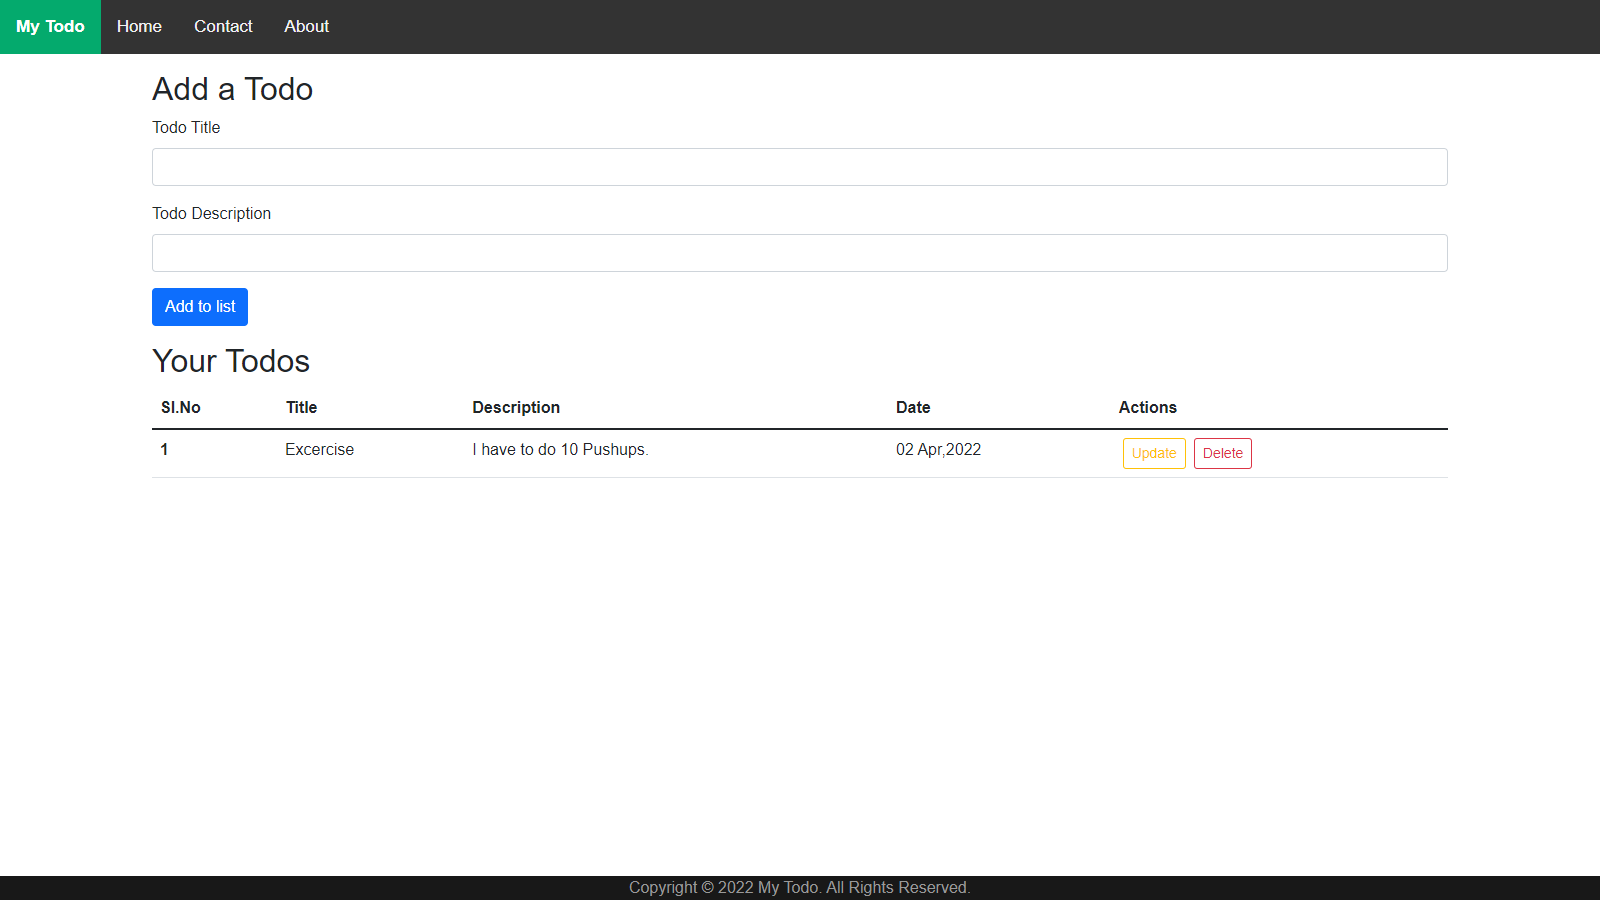 My Todo Home Contact About
Add a Todo
Todo Title
Todo Description
Add to list
Your Todos
Sl.No Title Description Date Actions
1 Excercise I have to do 10 Pushups. 02 Apr,2022 Update Delete
Copyright © 2022 My Todo. All Rights Reserved.